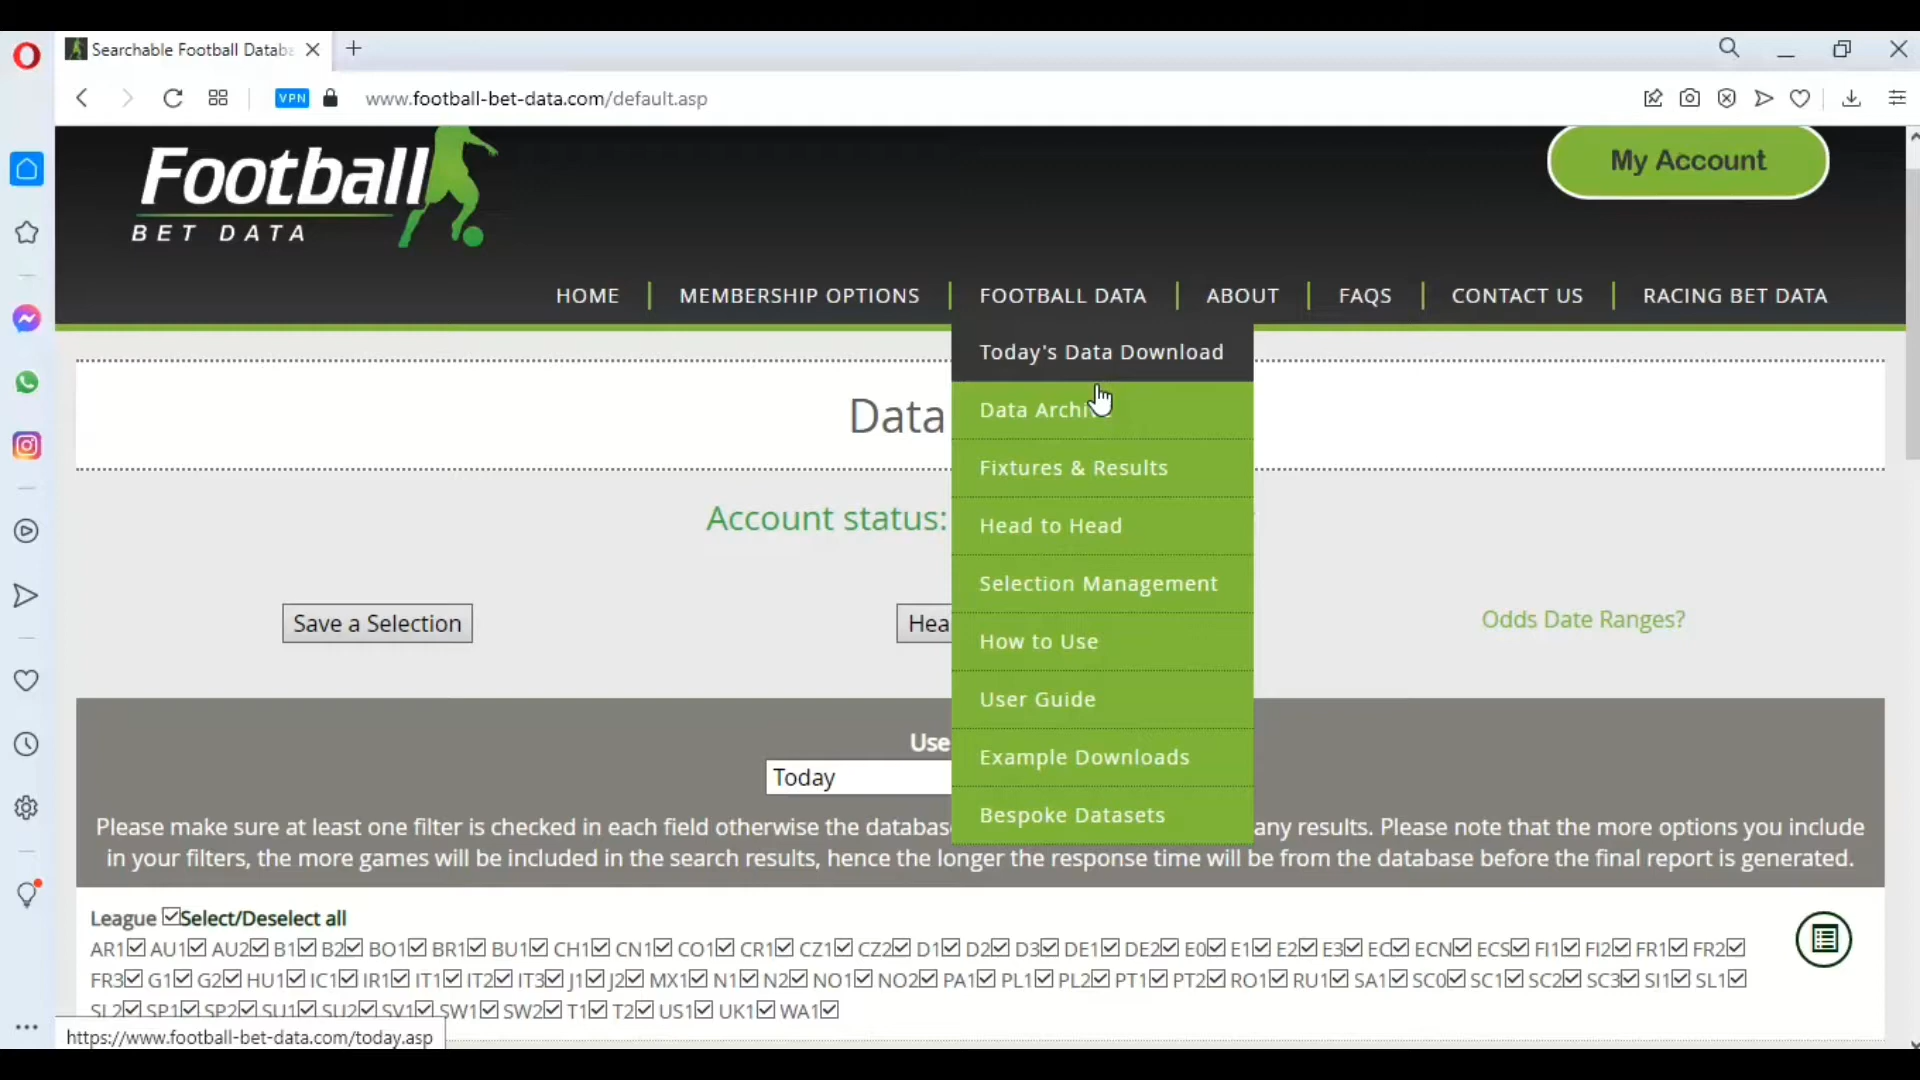 Searchable Football Datab
VPN
www.football-bet-data.com/default.asp
Football
BET DATA
My Account
HOME
MEMBERSHIP OPTIONS
FOOTBALL DATA
ABOUT
FAQS
CONTACT US
RACING BET DATA
Today's Data Download
Data Archi
Fixtures & Results
Head to Head
Selection Management
How to Use
User Guide
Example Downloads
Bespoke Datasets
Data
Account status:
Save a Selection
Hea
Odds Date Ranges?
Use
Today
Please make sure at least one filter is checked in each field otherwise the databas any results. Please note that the more options you include
in your filters, the more games will be included in the search results, hence the longer the response time will be from the database before the final report is generated.
League Select/Deselect all
AR1 AU1 AU2 B1 B2 BO1 BR1 BU1 CH1 CN1 CO1 CR1 CZ1 CZ2 D1 D2 D3 DE1 DE2 E0 E1 E2 E3 EC ECN ECS FI1 FI2 FR1 FR2
FR3 G1 G2 HU1 IC1 IR1 IT1 IT2 IT3 J1 J2 MX1 N1 N2 NO1 NO2 PA1 PL1 PL2 PT1 PT2 RO1 RU1 SA1 SC0 SC1 SC2 SC3 SI1 SL1
SL2 SP1 SP2 SU1 SU2 SV1 SW1 SW2 T1 T2 US1 UK1 WA1
https://www.football-bet-data.com/today.asp